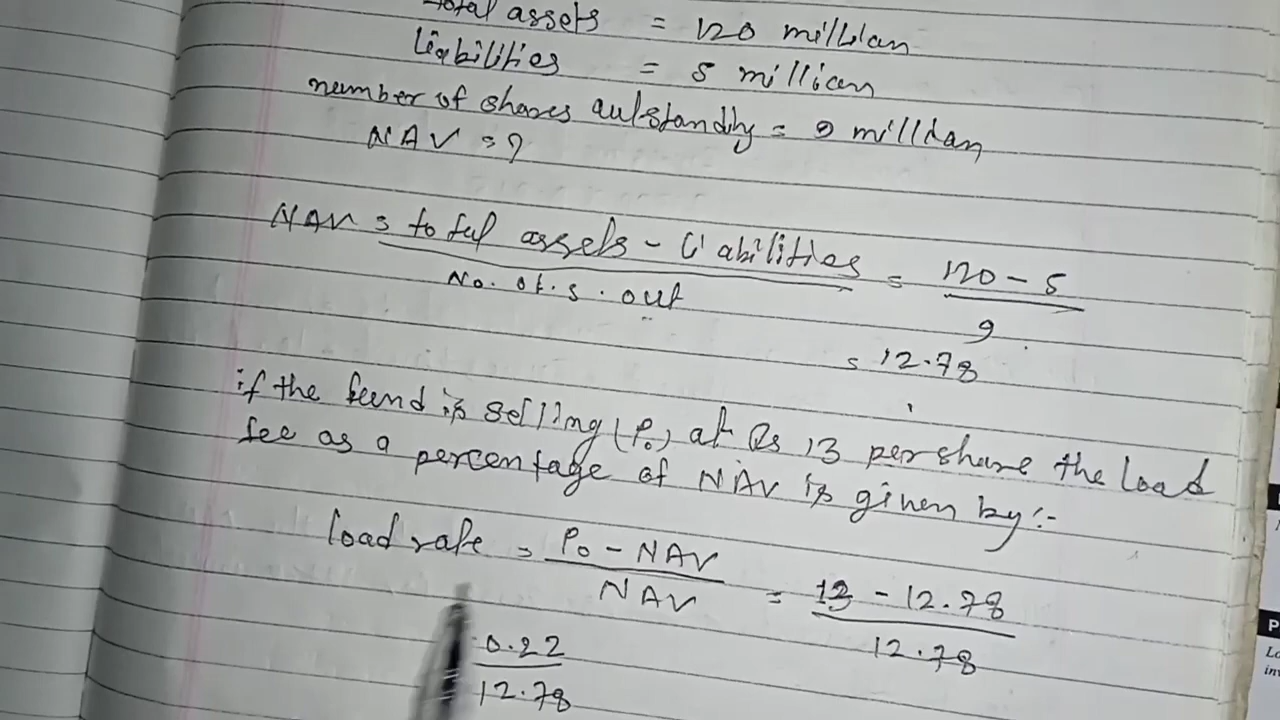 Total assets = 120 million
Liabilities = 5 million
number of shares outstanding = 9 million
NAV = ?
NAV = total assets - Liabilities / No. of. s. out = 120 - 5 / 9
= 12.78
if the fund is selling (P₀) at Rs 13 per share the load
fee as a percentage of NAV is given by :-
load rate = P₀ - NAV / NAV = 13 - 12.78 / 12.78
0.22 / 12.78
P